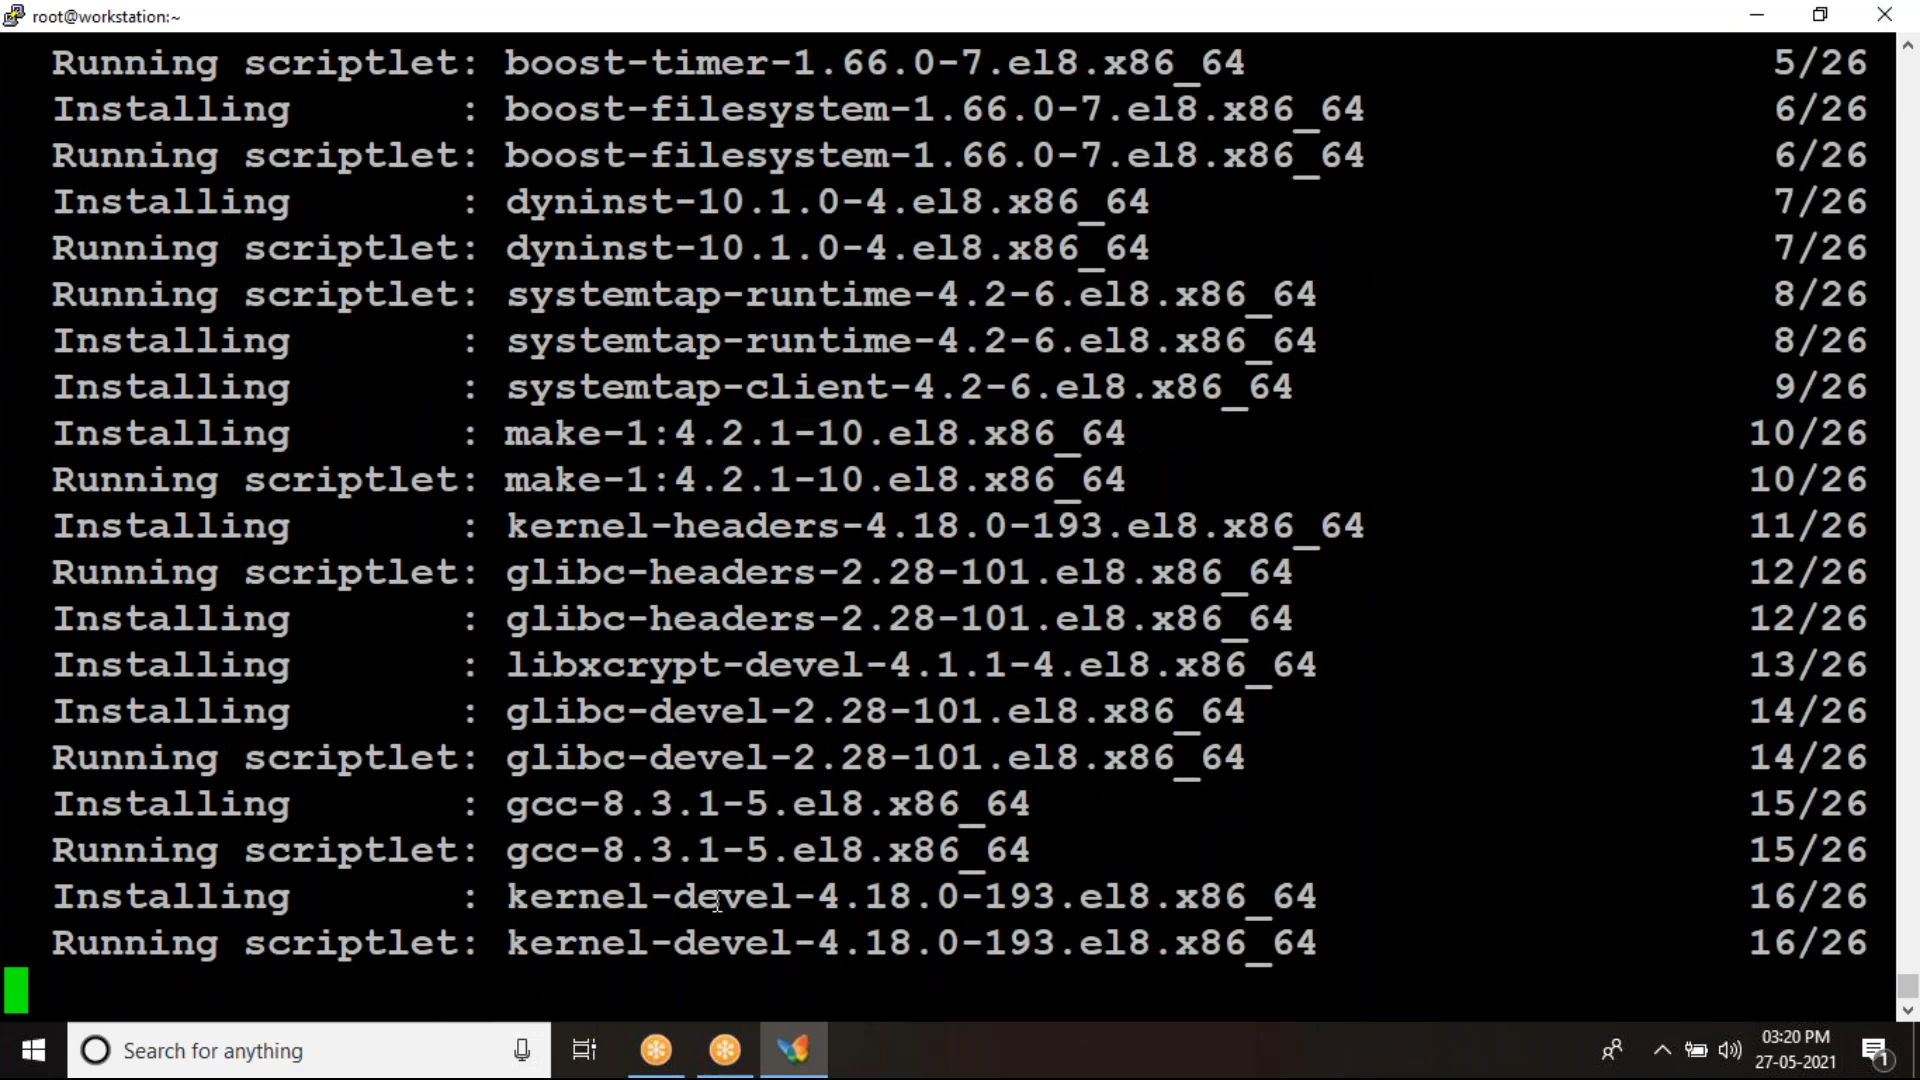 root@workstation:~
Running scriptlet: boost-timer-1.66.0-7.el8.x86_64 5/26
Installing : boost-filesystem-1.66.0-7.el8.x86_64 6/26
Running scriptlet: boost-filesystem-1.66.0-7.el8.x86_64 6/26
Installing : dyninst-10.1.0-4.el8.x86_64 7/26
Running scriptlet: dyninst-10.1.0-4.el8.x86_64 7/26
Running scriptlet: systemtap-runtime-4.2-6.el8.x86_64 8/26
Installing : systemtap-runtime-4.2-6.el8.x86_64 8/26
Installing : systemtap-client-4.2-6.el8.x86_64 9/26
Installing : make-1:4.2.1-10.el8.x86_64 10/26
Running scriptlet: make-1:4.2.1-10.el8.x86_64 10/26
Installing : kernel-headers-4.18.0-193.el8.x86_64 11/26
Running scriptlet: glibc-headers-2.28-101.el8.x86_64 12/26
Installing : glibc-headers-2.28-101.el8.x86_64 12/26
Installing : libxcrypt-devel-4.1.1-4.el8.x86_64 13/26
Installing : glibc-devel-2.28-101.el8.x86_64 14/26
Running scriptlet: glibc-devel-2.28-101.el8.x86_64 14/26
Installing : gcc-8.3.1-5.el8.x86_64 15/26
Running scriptlet: gcc-8.3.1-5.el8.x86_64 15/26
Installing : kernel-devel-4.18.0-193.el8.x86_64 16/26
Running scriptlet: kernel-devel-4.18.0-193.el8.x86_64 16/26
Search for anything
03:20 PM
27-05-2021
1